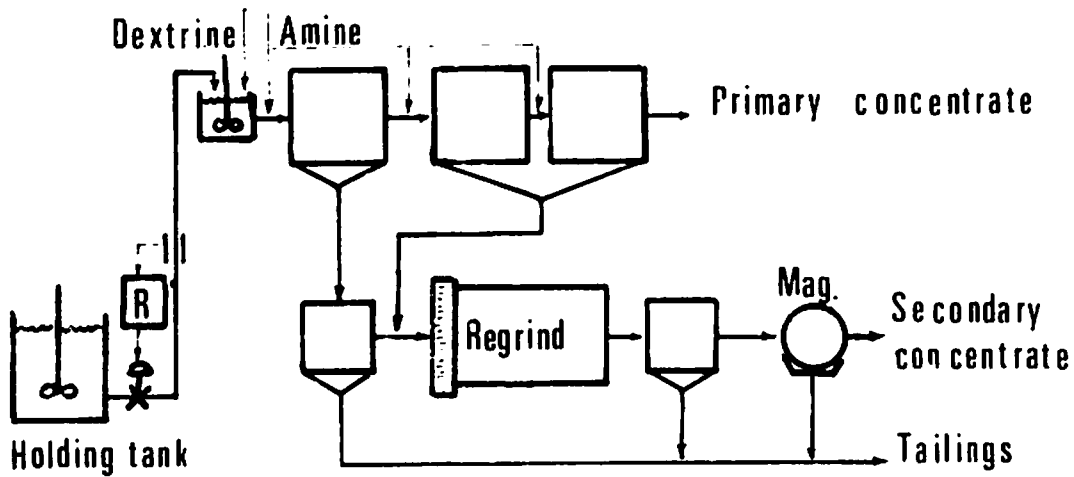 Dextrine
Amine
Primary concentrate
R
Mag.
Regrind
Secondary
concentrate
Holding tank
Tailings